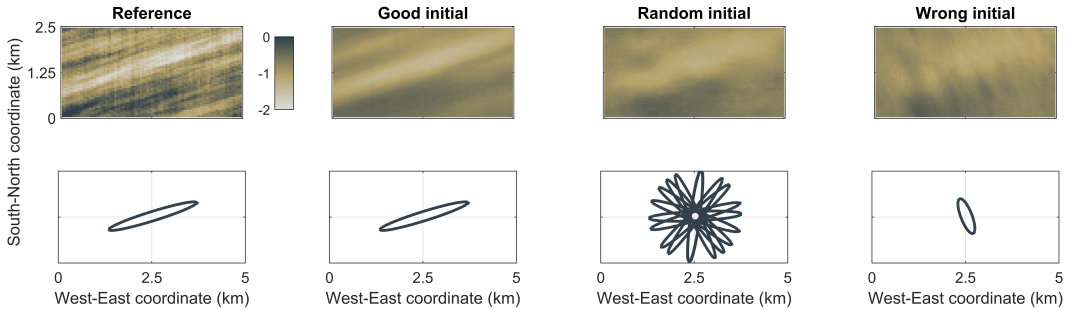 Reference
Good initial
Random initial
Wrong initial
South-North coordinate (km)
2.5
1.25
0
0
-1
-2
0 2.5 5
0 2.5 5
0 2.5 5
0 2.5 5
West-East coordinate (km)
West-East coordinate (km)
West-East coordinate (km)
West-East coordinate (km)